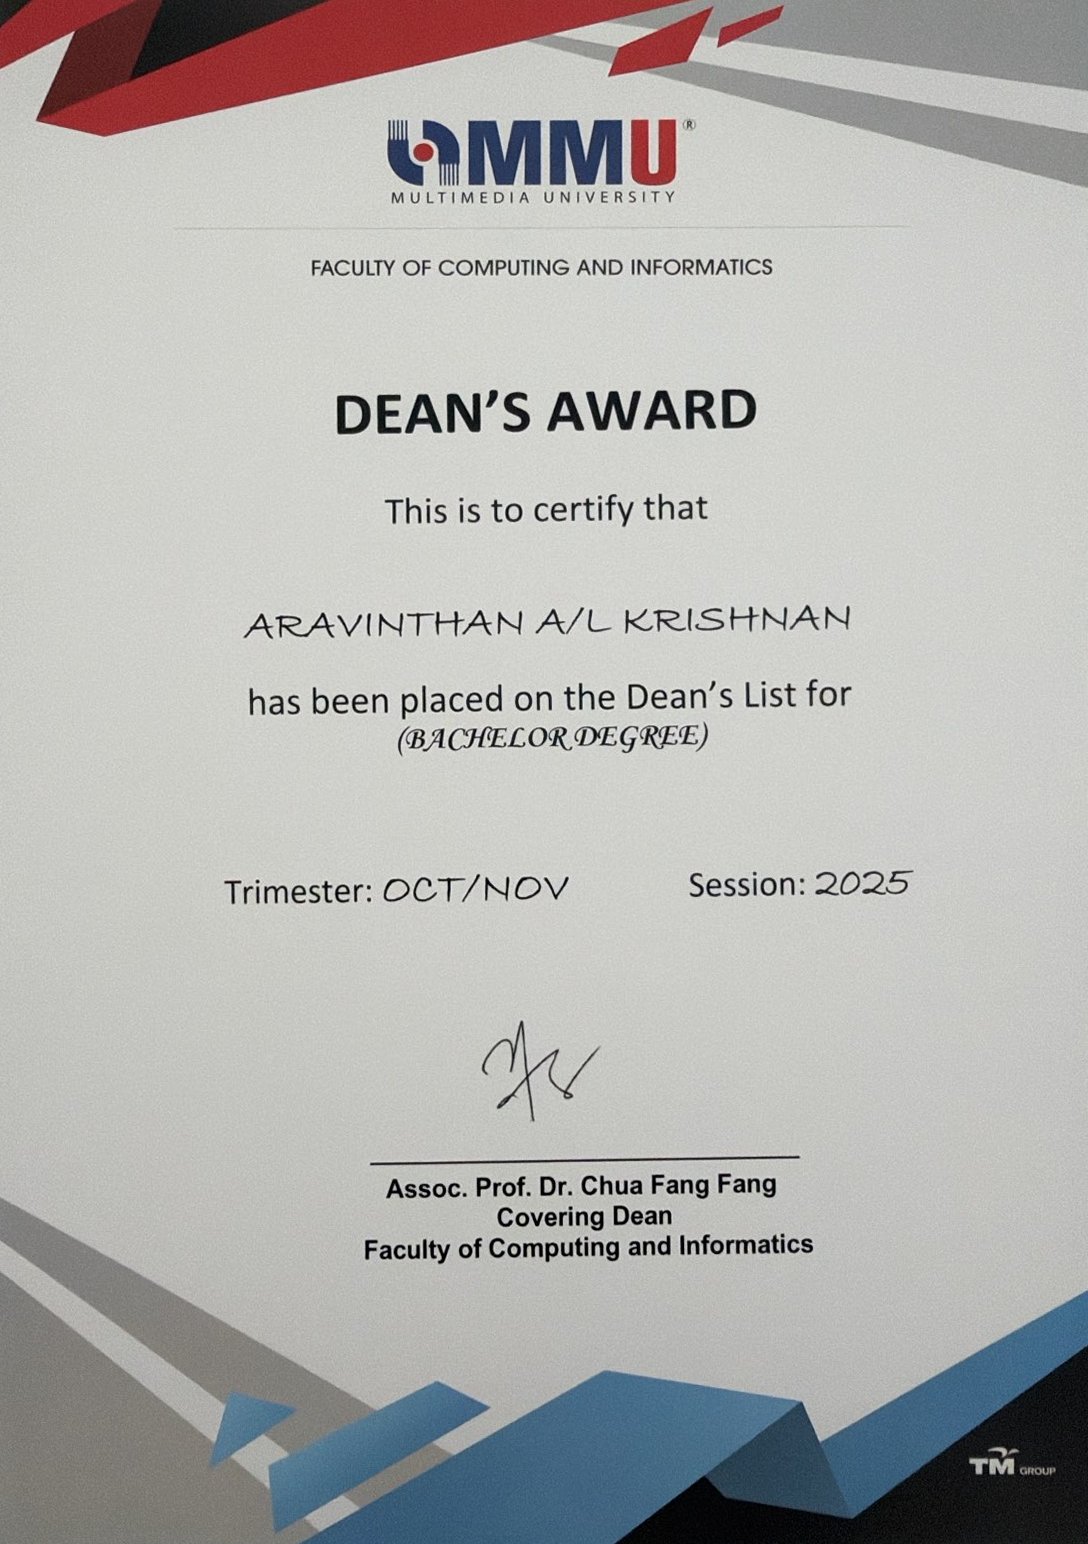 MMU®
MULTIMEDIA UNIVERSITY
FACULTY OF COMPUTING AND INFORMATICS
DEAN'S AWARD
This is to certify that
ARAVINTHAN A/L KRISHNAN
has been placed on the Dean's List for
(BACHELOR DEGREE)
Trimester: OCT/NOV Session: 2025
Assoc. Prof. Dr. Chua Fang Fang
Covering Dean
Faculty of Computing and Informatics
TM GROUP